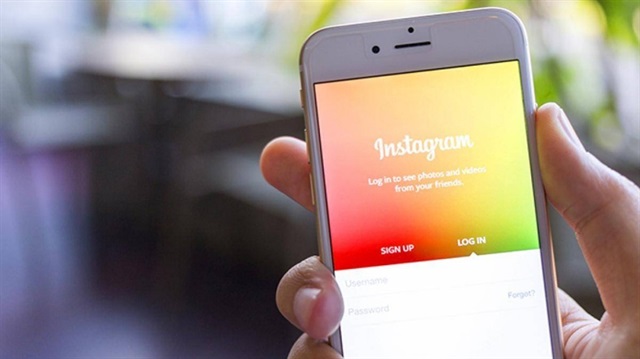 Instagram
Log in to see photos and videos
from your friends.
SIGN UP LOG IN
Username
Password Forgot?